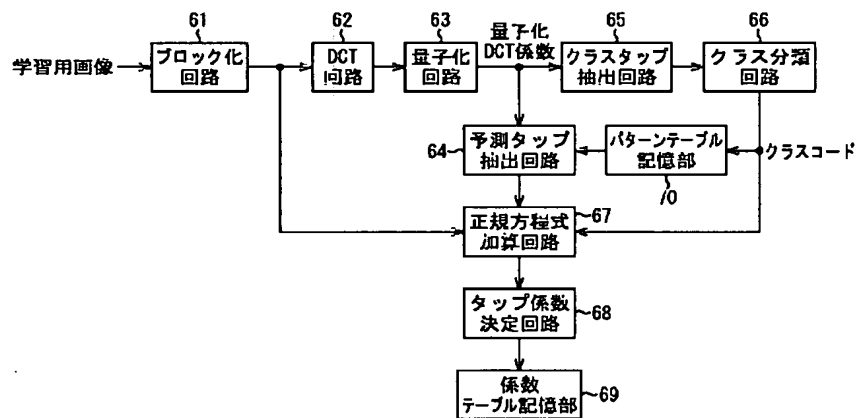 61
62
63
量子化
DCT係数
65
66
学習用画像
ブロック化
回路
DCT
回路
量子化
回路
クラスタップ
抽出回路
クラス分類
回路
64
予測タップ
抽出回路
パターンテーブル
記憶部
クラスコード
10
正規方程式
加算回路
67
タップ係数
決定回路
68
係数
テーブル記憶部
69